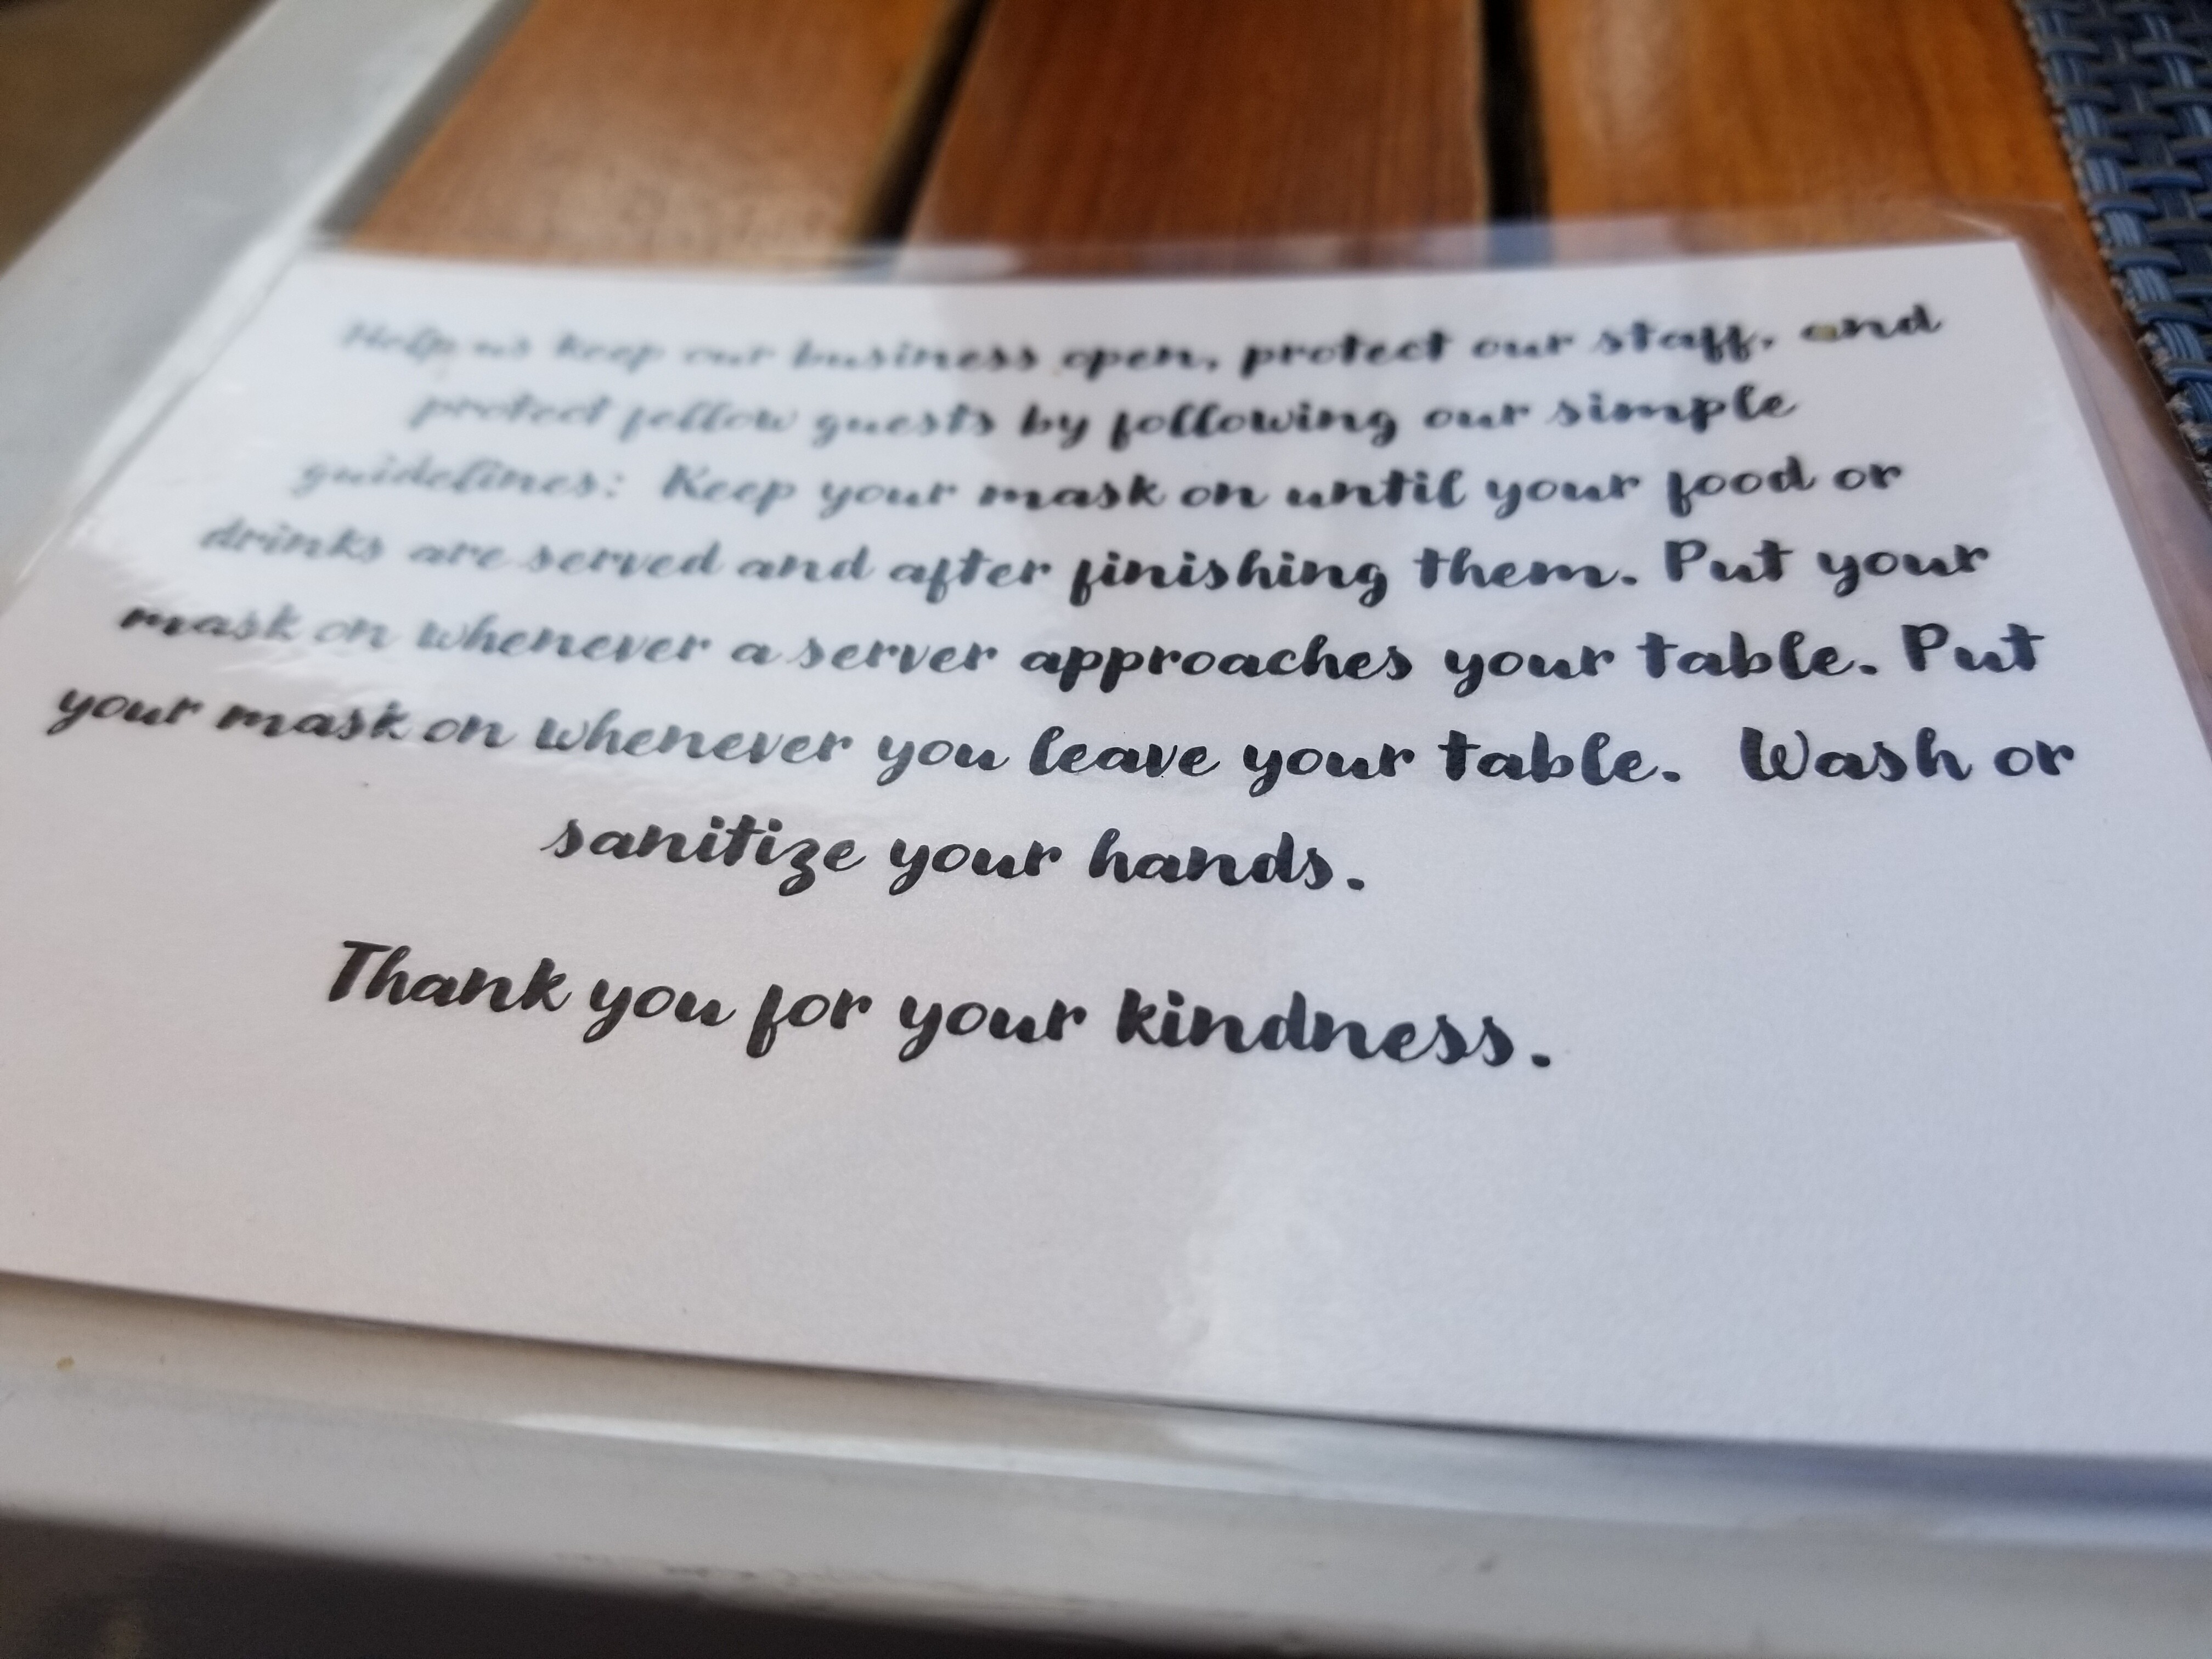 Help us keep our business open, protect our staff, and
protect fellow guests by following our simple
guidelines:  Keep your mask on until your food or
drinks are served and after finishing them. Put your
mask on whenever a server approaches your table. Put
your mask on whenever you leave your table.  Wash or
sanitize your hands.
Thank you for your kindness.